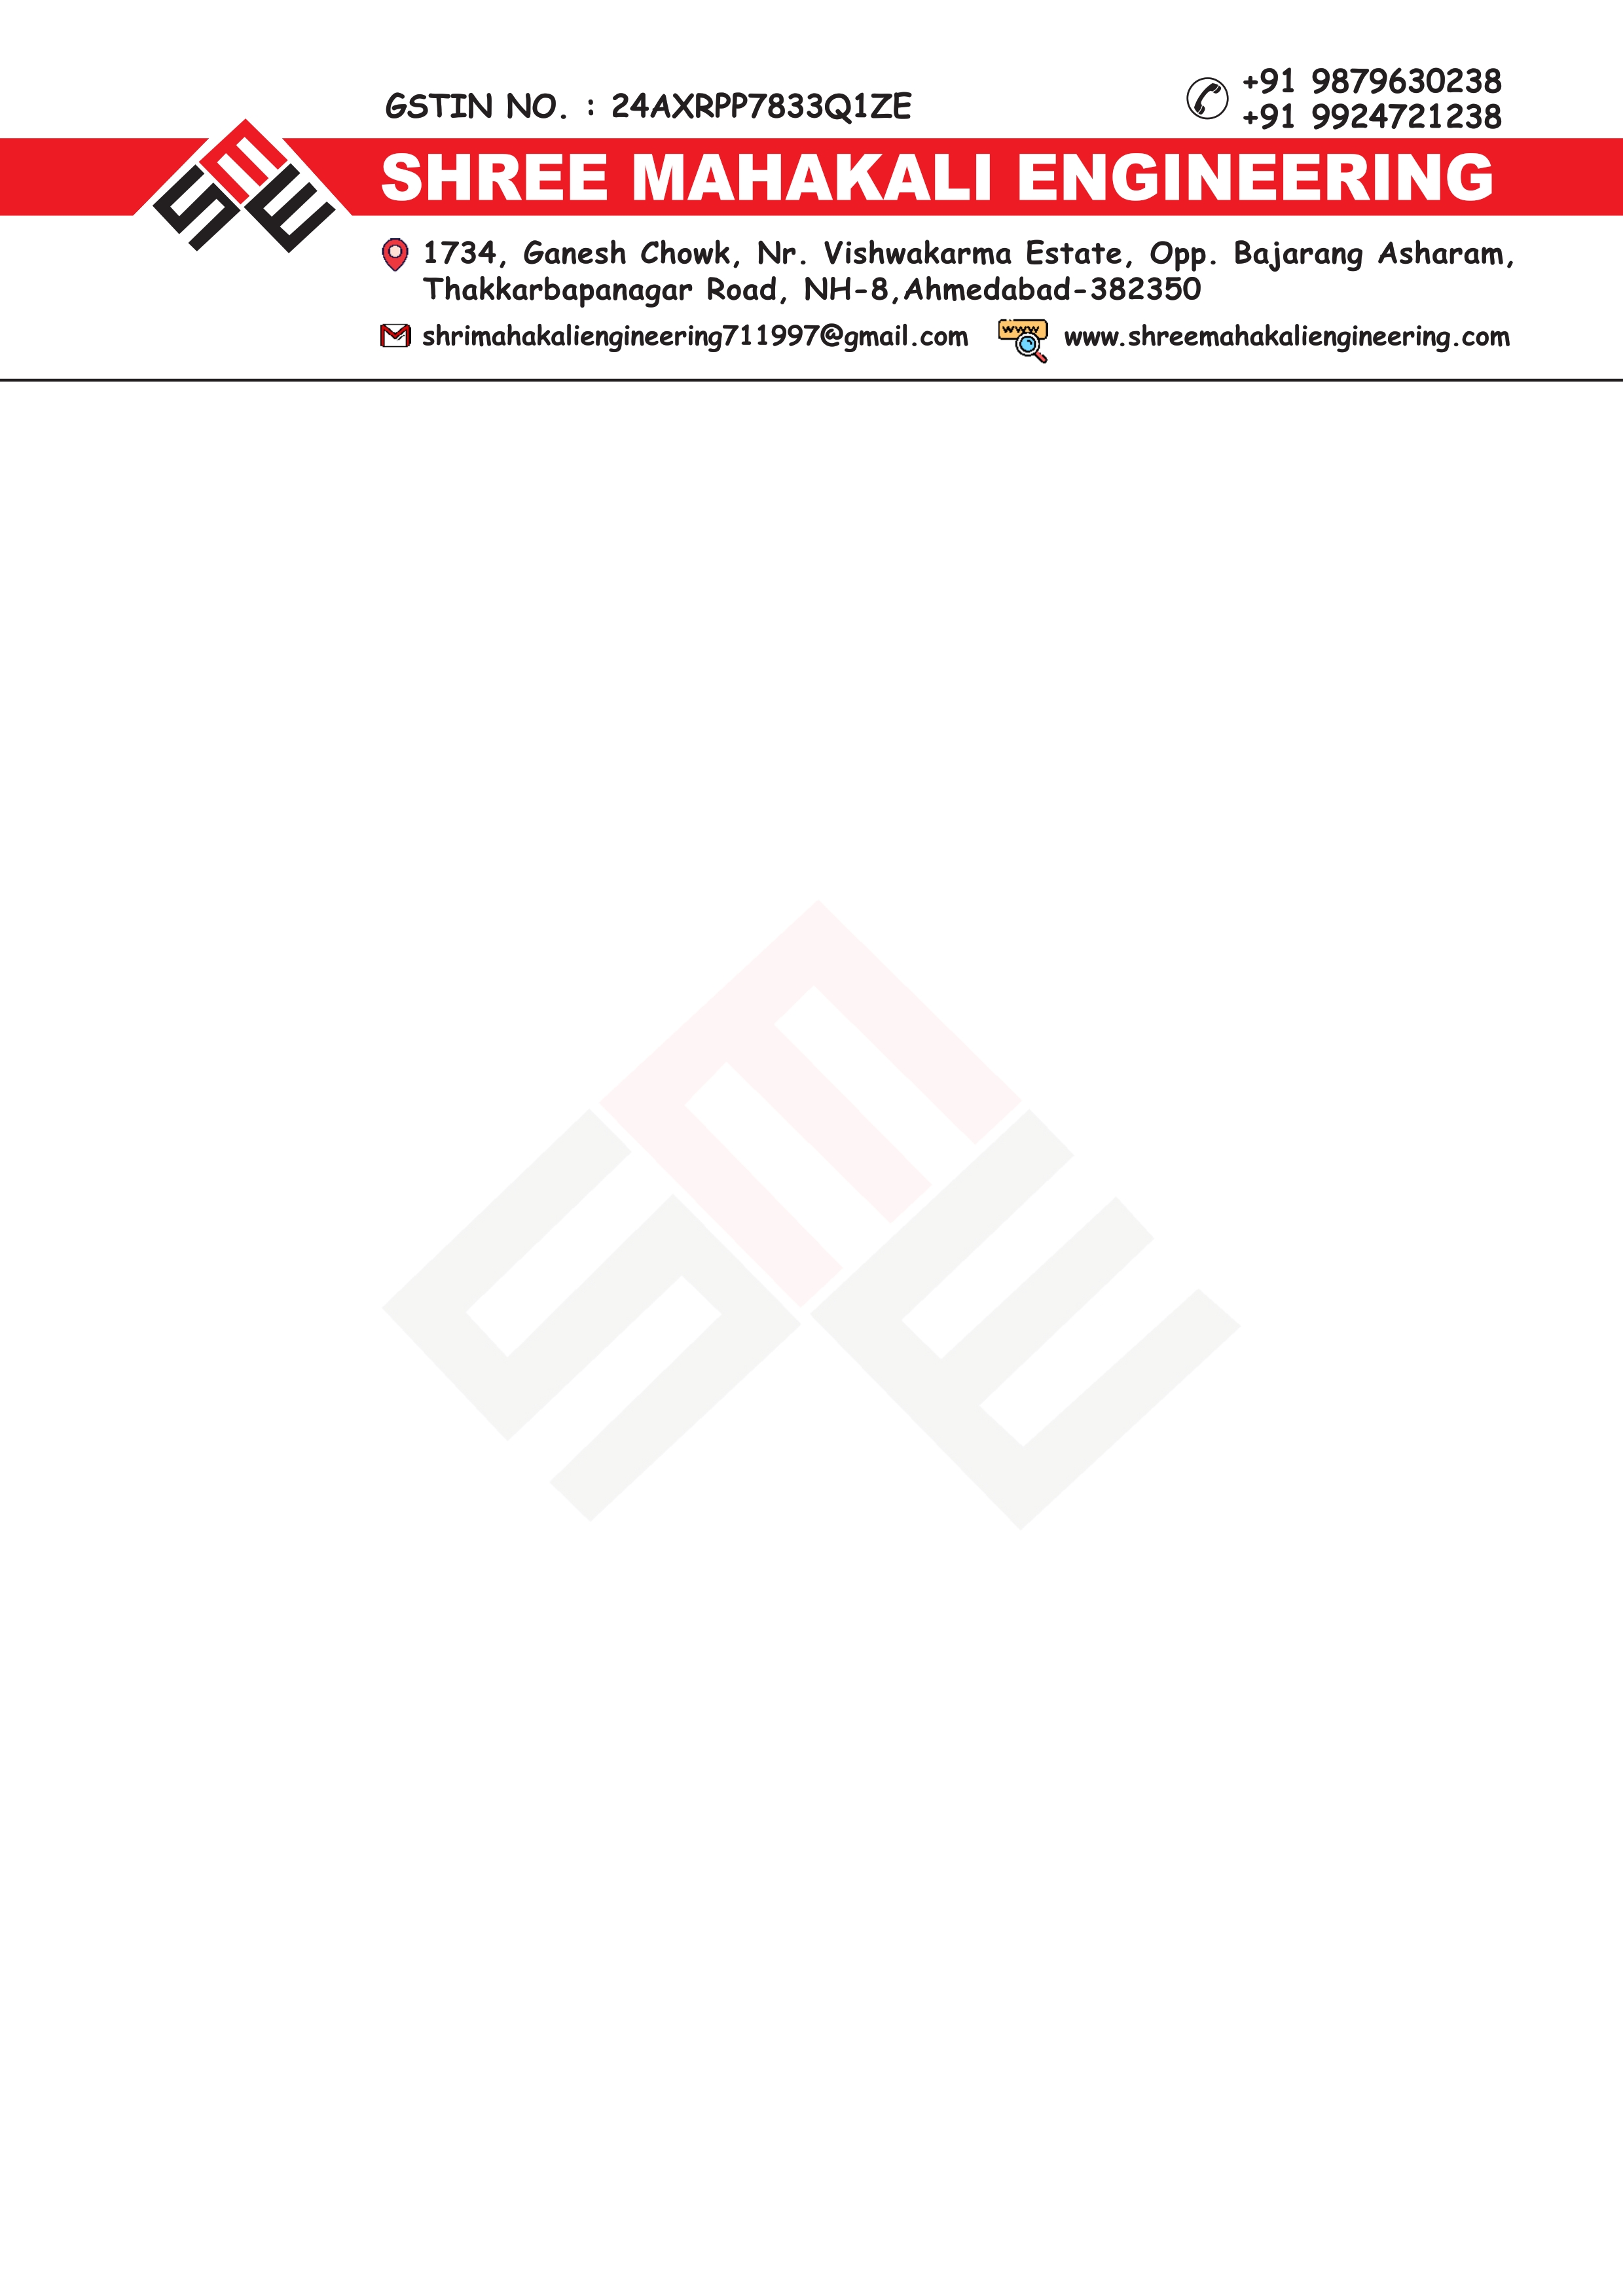 GSTIN NO. : 24AXRPP7833Q1ZE
+91 9879630238
+91 9924721238
SHREE MAHAKALI ENGINEERING
1734, Ganesh Chowk, Nr. Vishwakarma Estate, Opp. Bajarang Asharam,
Thakkarbapanagar Road, NH-8,Ahmedabad-382350
shrimahakaliengineering711997@gmail.com
www
www.shreemahakaliengineering.com